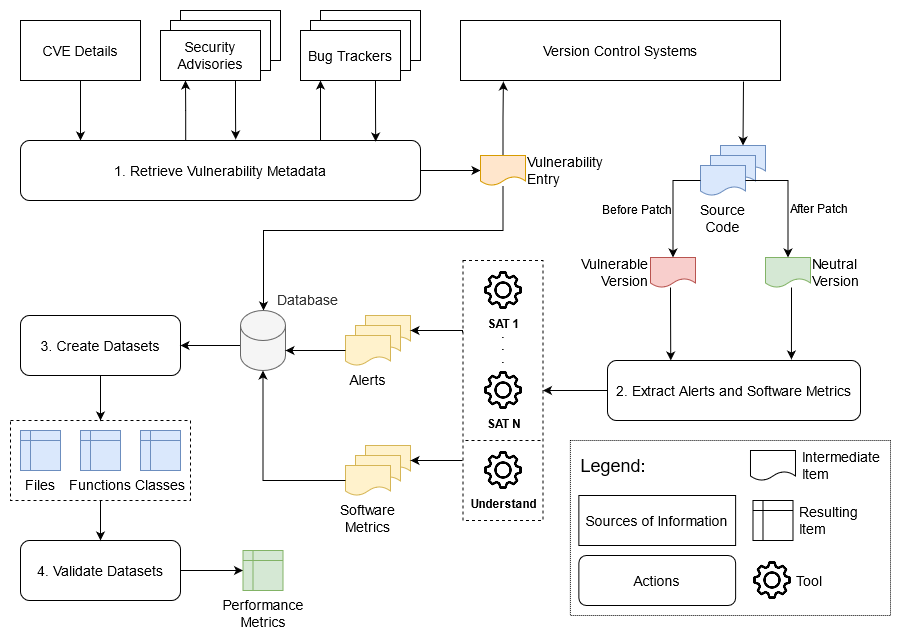 CVE Details
Security
Advisories
Bug Trackers
Version Control Systems
1. Retrieve Vulnerability Metadata
Vulnerability
Entry
Before Patch
Source
Code
After Patch
Vulnerable
Version
Neutral
Version
Database
3. Create Datasets
Alerts
SAT 1
SAT N
2. Extract Alerts and Software Metrics
Files
Functions
Classes
Software
Metrics
Understand
4. Validate Datasets
Performance
Metrics
Legend:
Intermediate
Item
Sources of Information
Resulting
Item
Actions
Tool